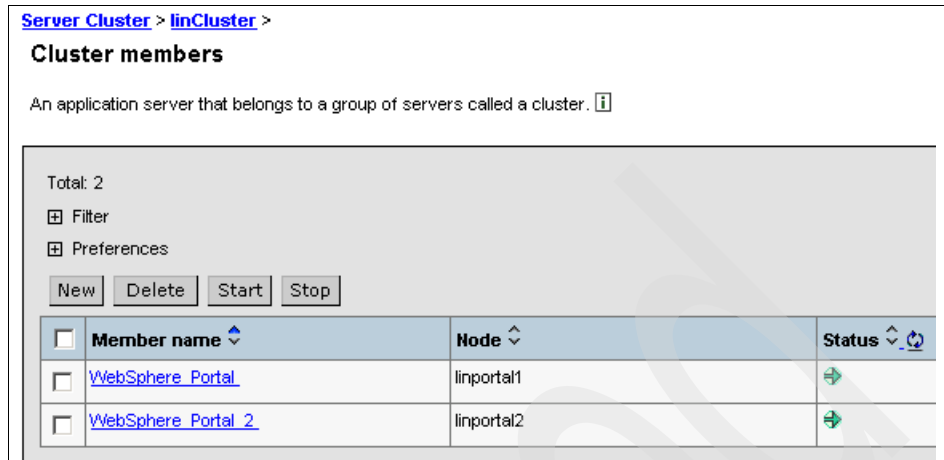 Server Cluster > linCluster >
Cluster members
An application server that belongs to a group of servers called a cluster. i
Total: 2
Filter
Preferences
New Delete Start Stop
Member name Node Status
WebSphere_Portal linportal1
WebSphere_Portal_2 linportal2